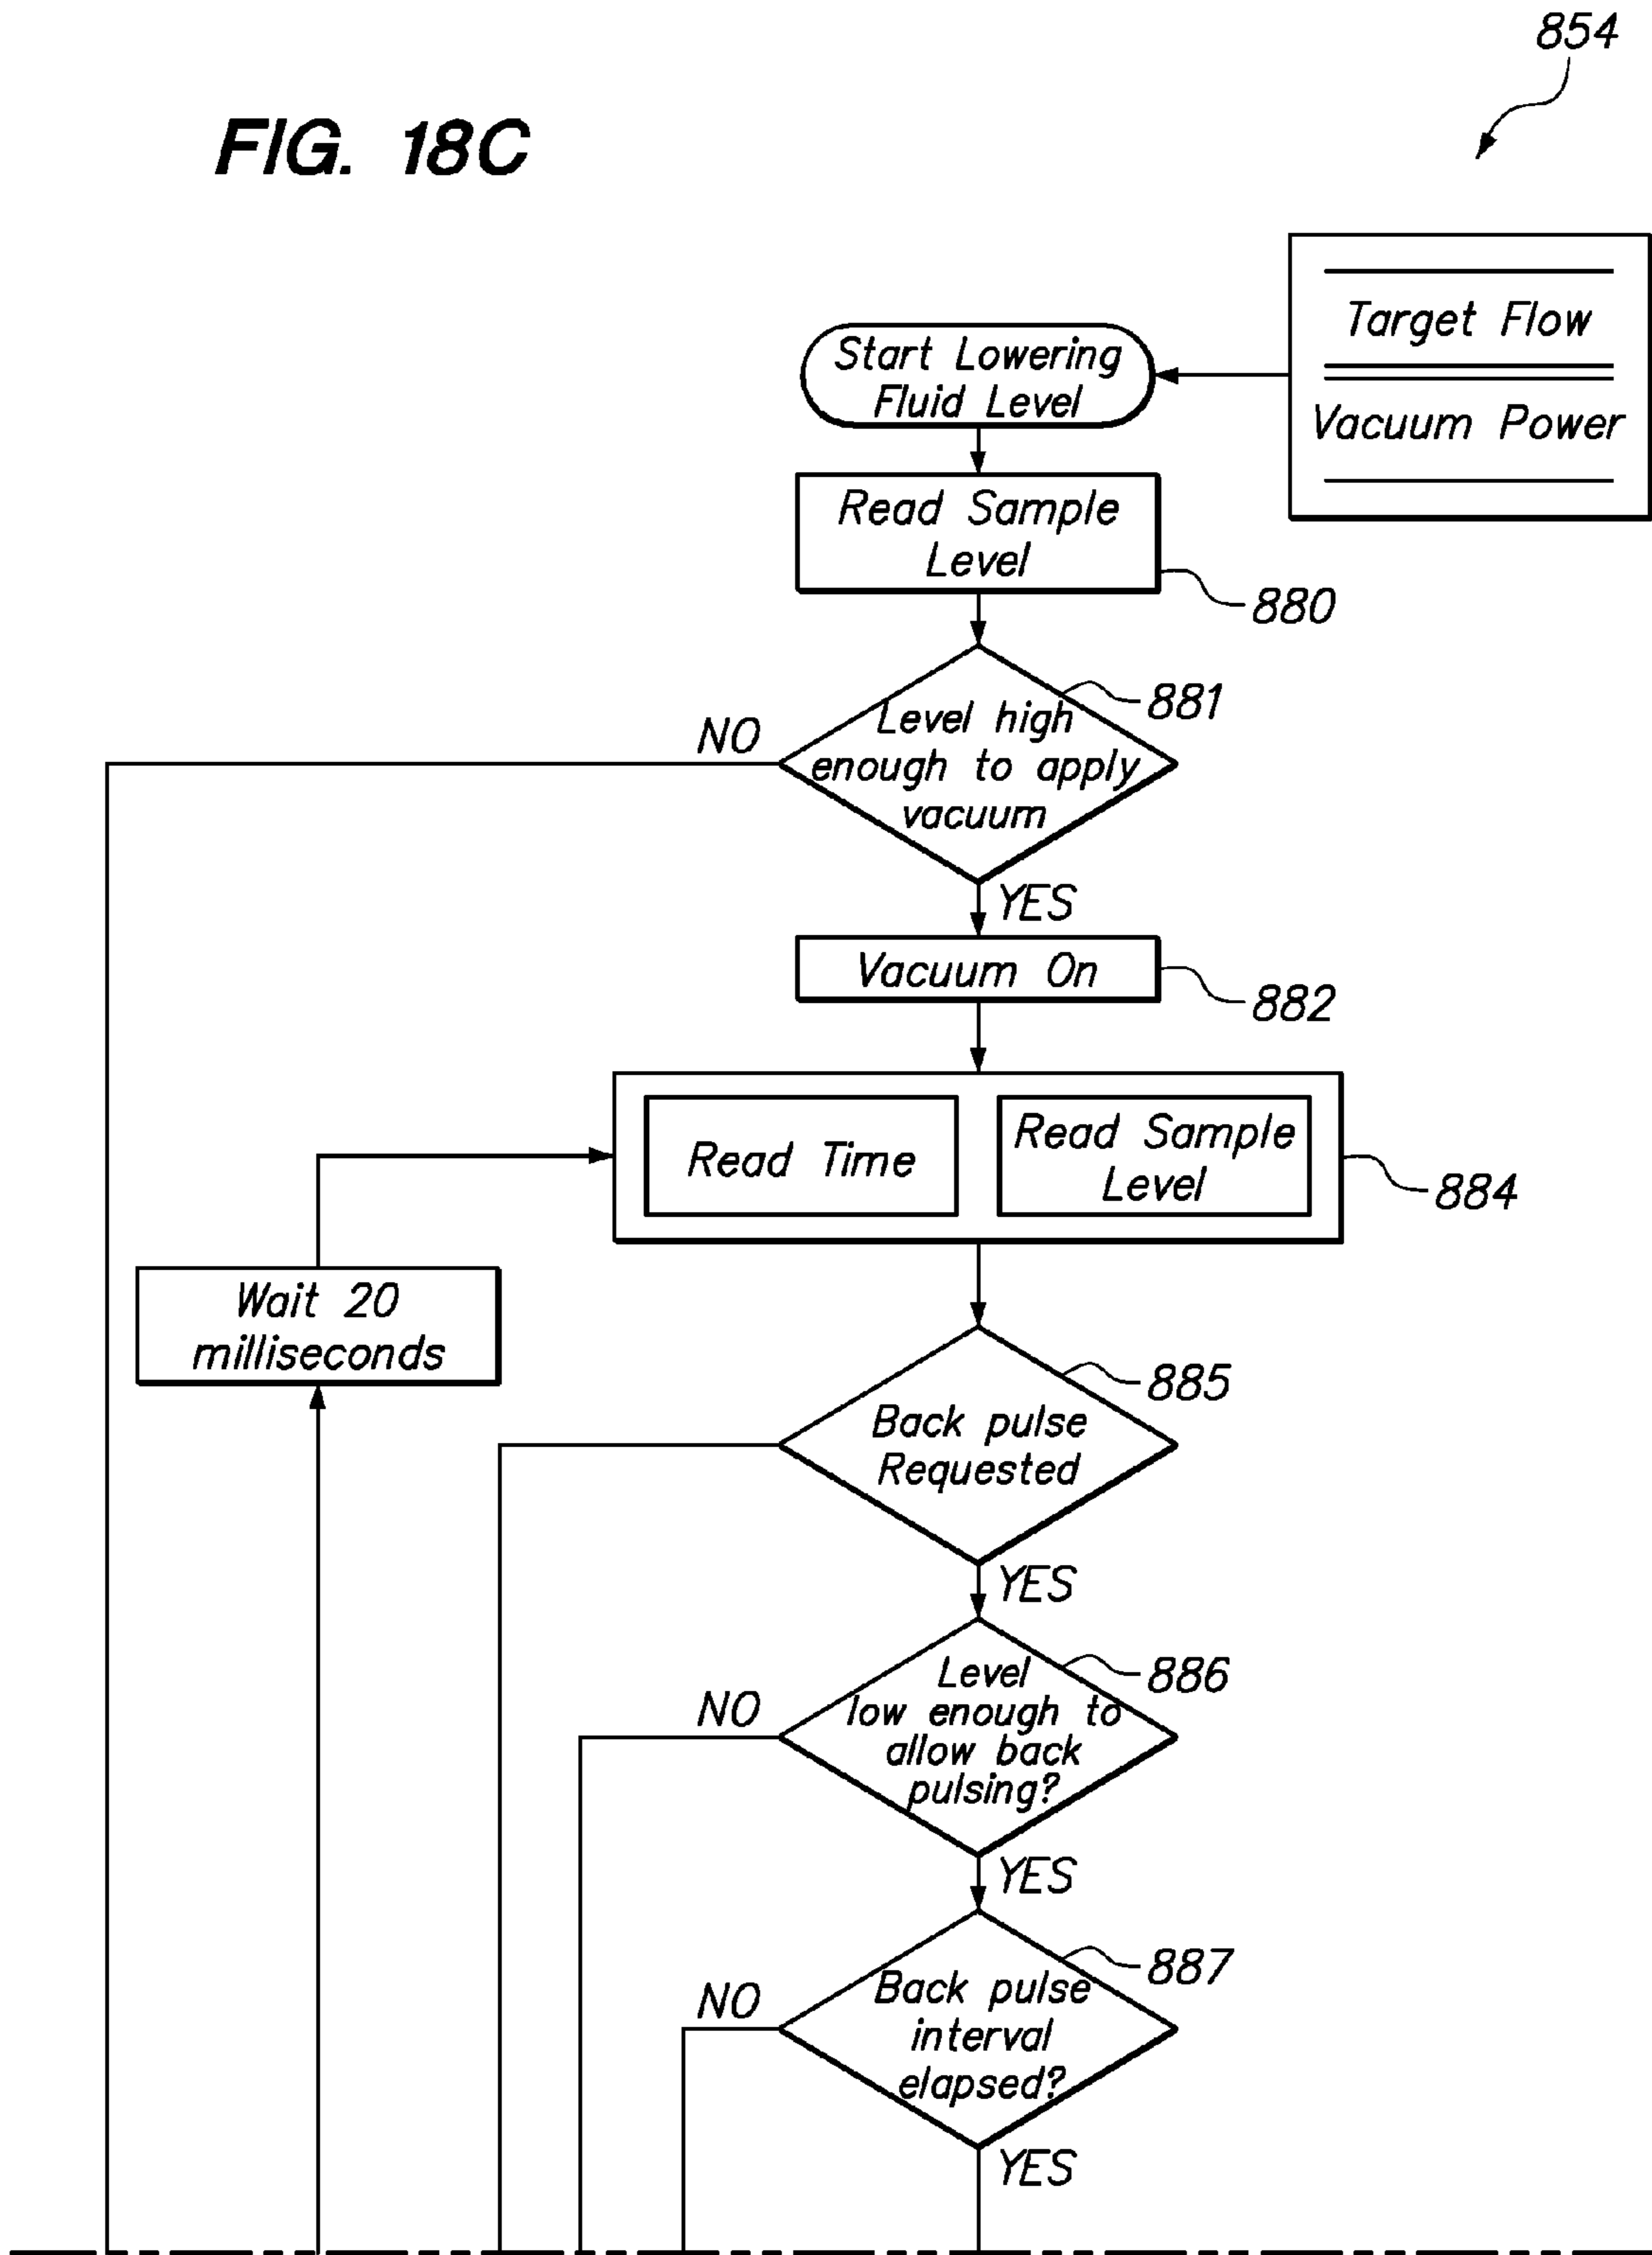 854
FIG. 18C
Target Flow
Vacuum Power
Start Lowering
Fluid Level
Read Sample
Level
880
881
Level high
enough to apply
vacuum
NO
YES
Vacuum On
882
Read Time
Read Sample
Level
884
Wait 20
milliseconds
885
Back pulse
Requested
YES
886
Level
low enough to
allow back
pulsing?
NO
YES
887
Back pulse
interval
elapsed?
NO
YES